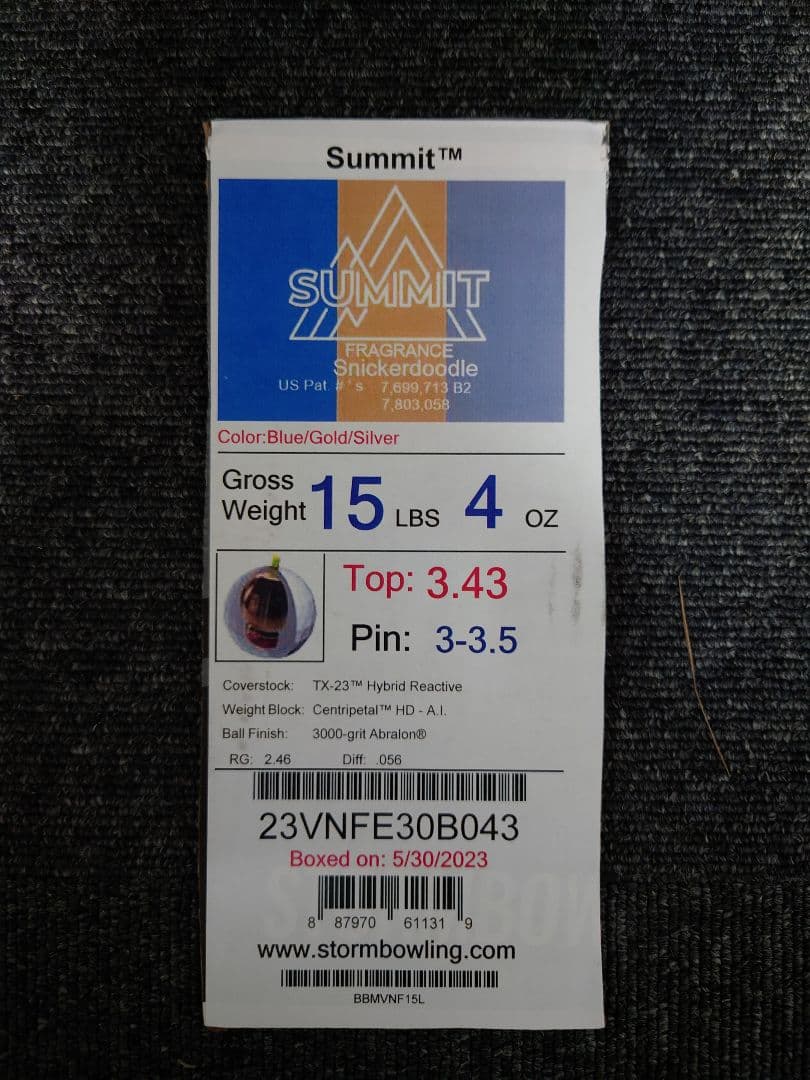 Summit™
SUMMIT
FRAGRANCE
Snickerdoodle
US Pat. #'s 7,699,713 B2
7,803,058
Color:Blue/Gold/Silver
Gross
Weight 15 LBS 4 OZ
Top: 3.43
Pin: 3-3.5
Coverstock: TX-23™ Hybrid Reactive
Weight Block: Centripetal™ HD - A.I.
Ball Finish: 3000-grit Abralon®
RG: 2.46 Diff: .056
23VNFE30B043
Boxed on: 5/30/2023
8 87970 61131 9
www.stormbowling.com
BBMVNF15L